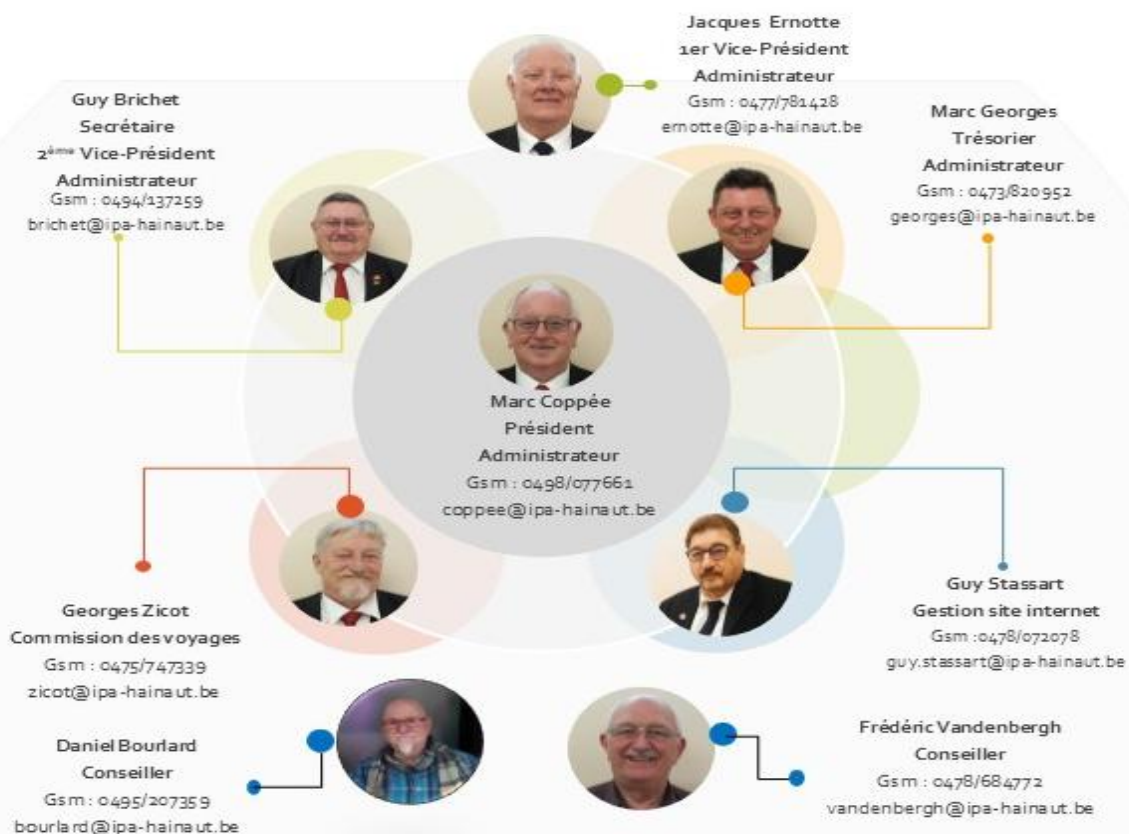 Jacques Ernotte
1er Vice-Président
Administrateur
Gsm : 0477/781428
ernotte@ipa-hainaut.be
Guy Brichet
Secrétaire
2ème Vice-Président
Administrateur
Gsm : 0494/137259
brichet@ipa-hainaut.be
Marc Georges
Trésorier
Administrateur
Gsm : 0473/820952
georges@ipa-hainaut.be
Marc Coppée
Président
Administrateur
Gsm : 0498/077661
coppee@ipa-hainaut.be
Georges Zicot
Commission des voyages
Gsm : 0475/747339
zicot@ipa-hainaut.be
Guy Stassart
Gestion site internet
Gsm :0478/072078
guy.stassart@ipa-hainaut.be
Daniel Bourlard
Conseiller
Gsm : 0495/207359
bourlard@ipa-hainaut.be
Frédéric Vandenbergh
Conseiller
Gsm : 0478/684772
vandenbergh@ipa-hainaut.be